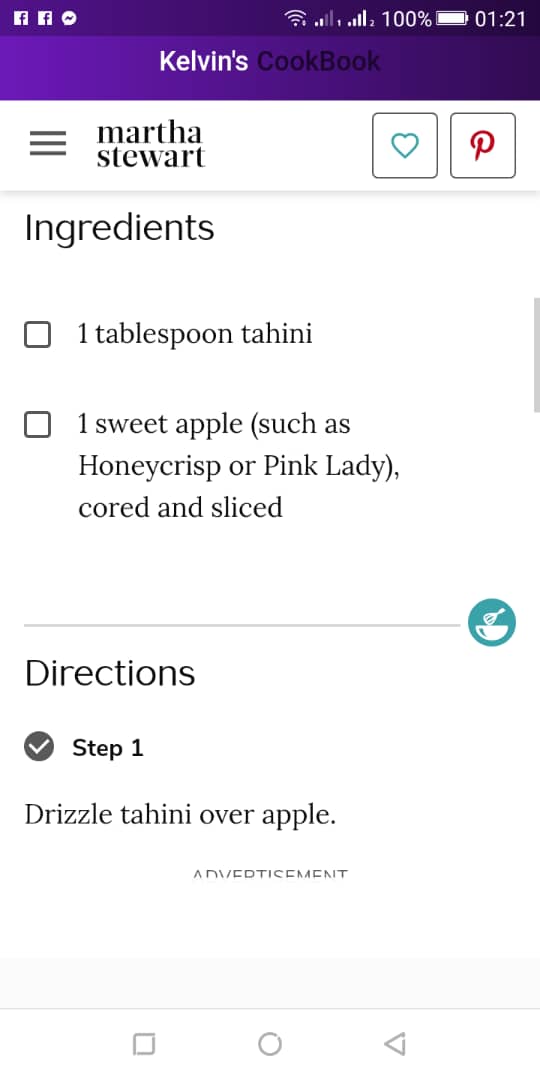 100% 01:21
Kelvin's CookBook
martha
stewart
Ingredients
1 tablespoon tahini
1 sweet apple (such as
Honeycrisp or Pink Lady),
cored and sliced
Directions
Step 1
Drizzle tahini over apple.
ADVERTISEMENT